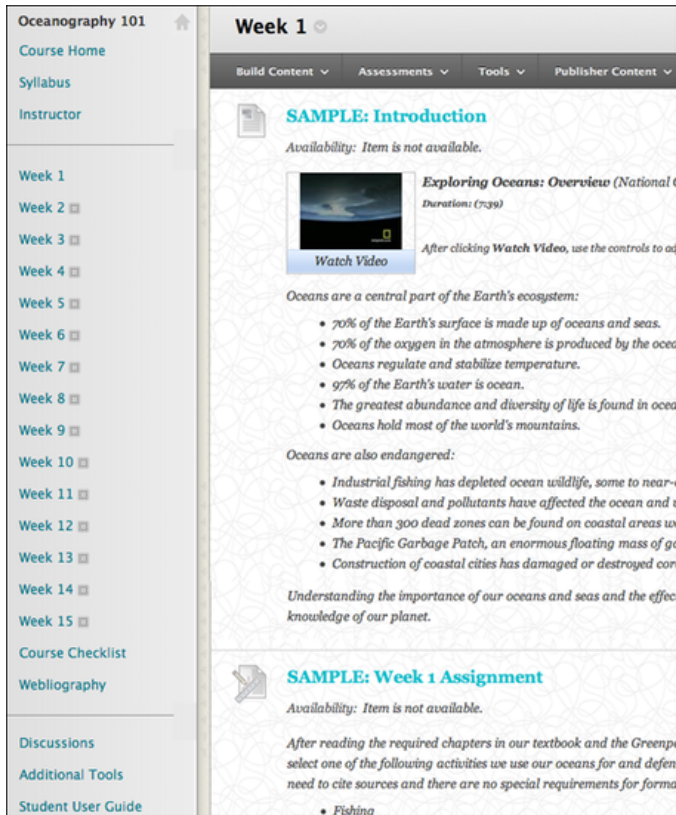 Oceanography 101
Course Home
Syllabus
Instructor
Week 1
Week 2
Week 3
Week 4
Week 5
Week 6
Week 7
Week 8
Week 9
Week 10
Week 11
Week 12
Week 13
Week 14
Week 15
Course Checklist
Webliography
Discussions
Additional Tools
Student User Guide
Week 1
Build Content Assessments Tools Publisher Content
SAMPLE: Introduction
Availability: Item is not available.
Exploring Oceans: Overview (National
Duration: (7:39)
After clicking Watch Video, use the controls to
Watch Video
Oceans are a central part of the Earth's ecosystem:
• 70% of the Earth's surface is made up of oceans and seas.
• 70% of the oxygen in the atmosphere is produced by the
• Oceans regulate and stabilize temperature.
• 97% of the Earth's water is ocean.
• The greatest abundance and diversity of life is found in
• Oceans hold most of the world's mountains.
Oceans are also endangered:
• Industrial fishing has depleted ocean wildlife, some to
• Waste disposal and pollutants have affected the ocean and
• More than 300 dead zones can be found on coastal areas
• The Pacific Garbage Patch, an enormous floating mass of
• Construction of coastal cities has damaged or destroyed
Understanding the importance of our oceans and seas and the
knowledge of our planet.
SAMPLE: Week 1 Assignment
Availability: Item is not available.
After reading the required chapters in our textbook and the
select one of the following activities we use our oceans for and
need to cite sources and there are no special requirements for
• Fishing